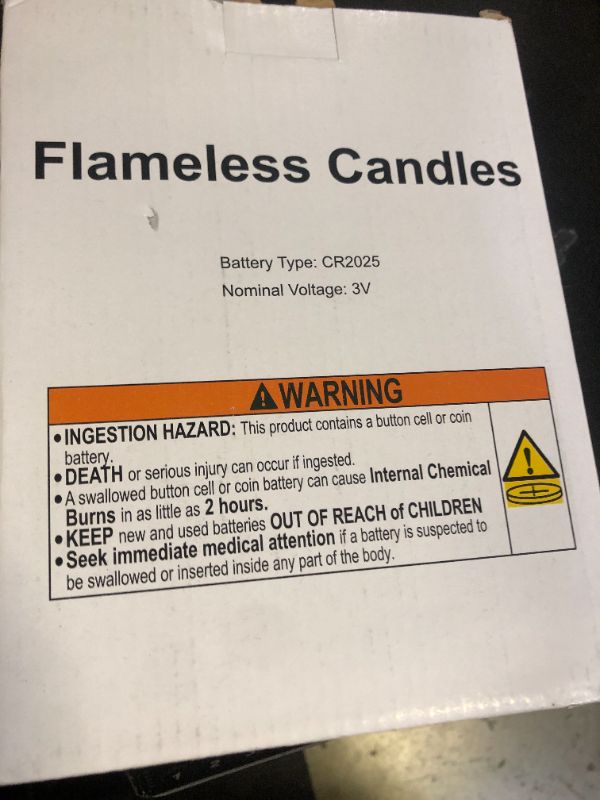 Flameless Candles
Battery Type: CR2025
Nominal Voltage: 3V
WARNING
• INGESTION HAZARD: This product contains a button cell or coin
battery.
• DEATH or serious injury can occur if ingested.
• A swallowed button cell or coin battery can cause Internal Chemical
Burns in as little as 2 hours.
• KEEP new and used batteries OUT OF REACH of CHILDREN
• Seek immediate medical attention if a battery is suspected to
be swallowed or inserted inside any part of the body.